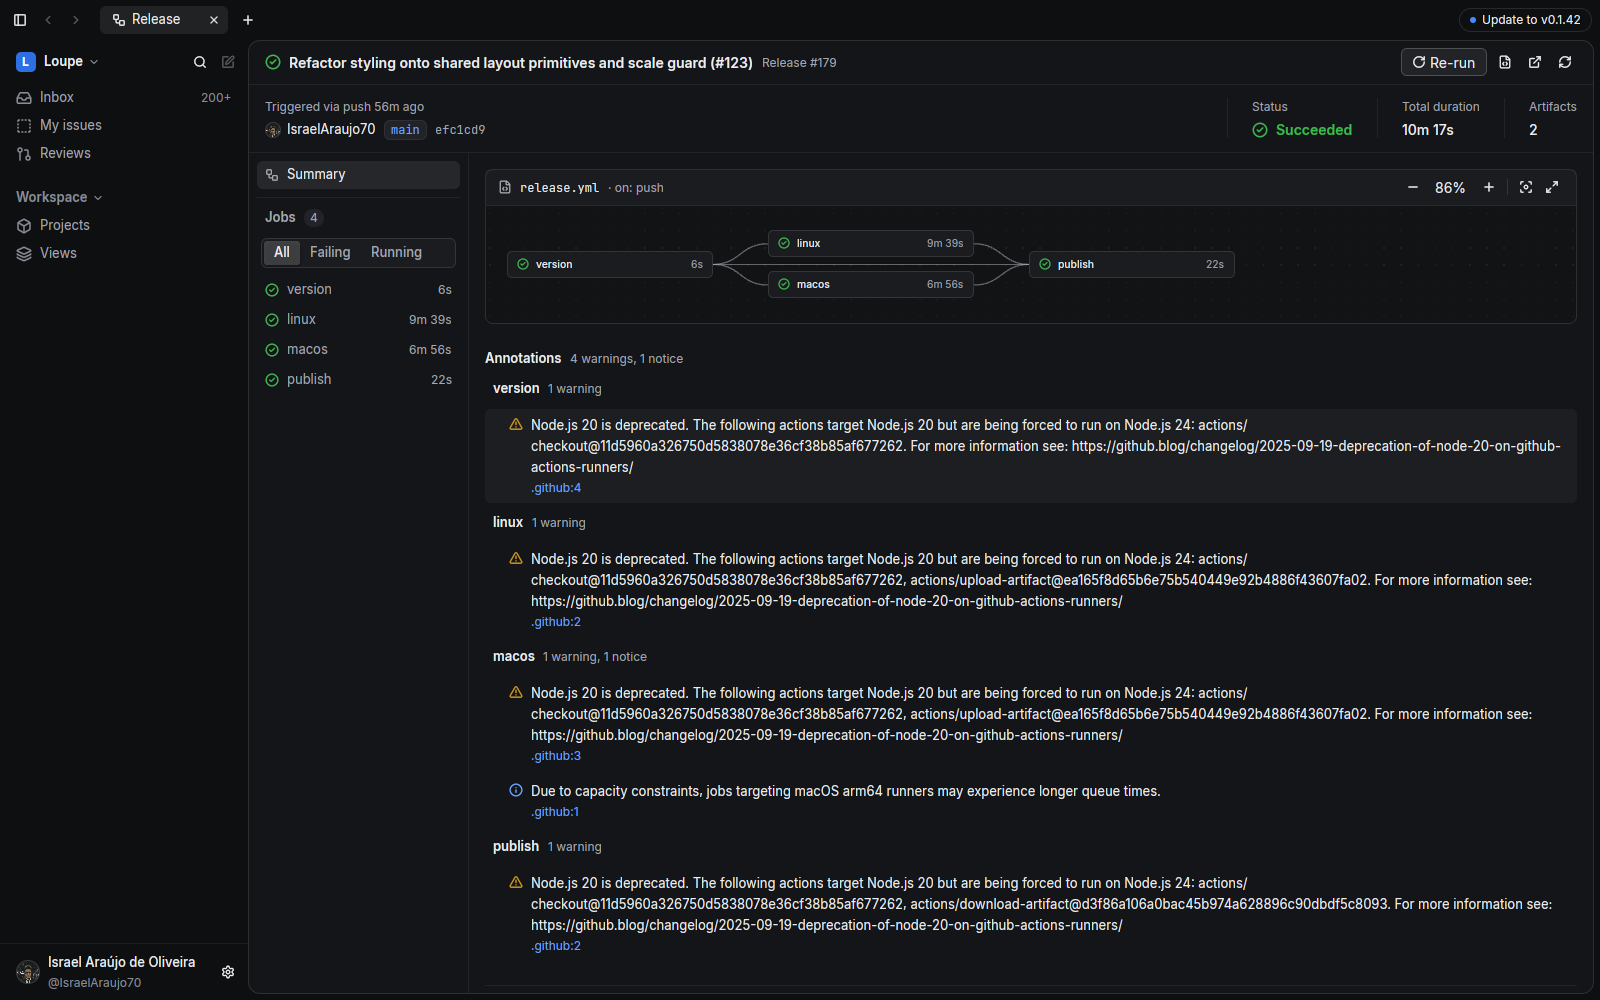 Release
Update to v0.1.42
L Loupe
Inbox 200+
My issues
Reviews
Workspace
Projects
Views
Refactor styling onto shared layout primitives and scale guard (#123) Release #179
Re-run
Triggered via push 56m ago
IsraelAraujo70 main efc1cd9
Status
Succeeded
Total duration
10m 17s
Artifacts
2
Summary
Jobs 4
All Failing Running
version 6s
linux 9m 39s
macos 6m 56s
publish 22s
release.yml · on: push
86%
version 6s
linux 9m 39s
macos 6m 56s
publish 22s
Annotations 4 warnings, 1 notice
version 1 warning
Node.js 20 is deprecated. The following actions target Node.js 20 but are being forced to run on Node.js 24: actions/
checkout@11d5960a326750d5838078e36cf38b85af677262. For more information see: https://github.blog/changelog/2025-09-19-deprecation-of-node-20-on-github-
actions-runners/
.github:4
linux 1 warning
Node.js 20 is deprecated. The following actions target Node.js 20 but are being forced to run on Node.js 24: actions/
checkout@11d5960a326750d5838078e36cf38b85af677262, actions/upload-artifact@ea165f8d65b6e75b540449e92b4886f43607fa02. For more information see:
https://github.blog/changelog/2025-09-19-deprecation-of-node-20-on-github-actions-runners/
.github:2
macos 1 warning, 1 notice
Node.js 20 is deprecated. The following actions target Node.js 20 but are being forced to run on Node.js 24: actions/
checkout@11d5960a326750d5838078e36cf38b85af677262, actions/upload-artifact@ea165f8d65b6e75b540449e92b4886f43607fa02. For more information see:
https://github.blog/changelog/2025-09-19-deprecation-of-node-20-on-github-actions-runners/
.github:3
Due to capacity constraints, jobs targeting macOS arm64 runners may experience longer queue times.
.github:1
publish 1 warning
Node.js 20 is deprecated. The following actions target Node.js 20 but are being forced to run on Node.js 24: actions/
checkout@11d5960a326750d5838078e36cf38b85af677262, actions/download-artifact@d3f86a106a0bac45b974a628896c90dbdf5c8093. For more information see:
https://github.blog/changelog/2025-09-19-deprecation-of-node-20-on-github-actions-runners/
.github:2
Israel Araújo de Oliveira
@IsraelAraujo70